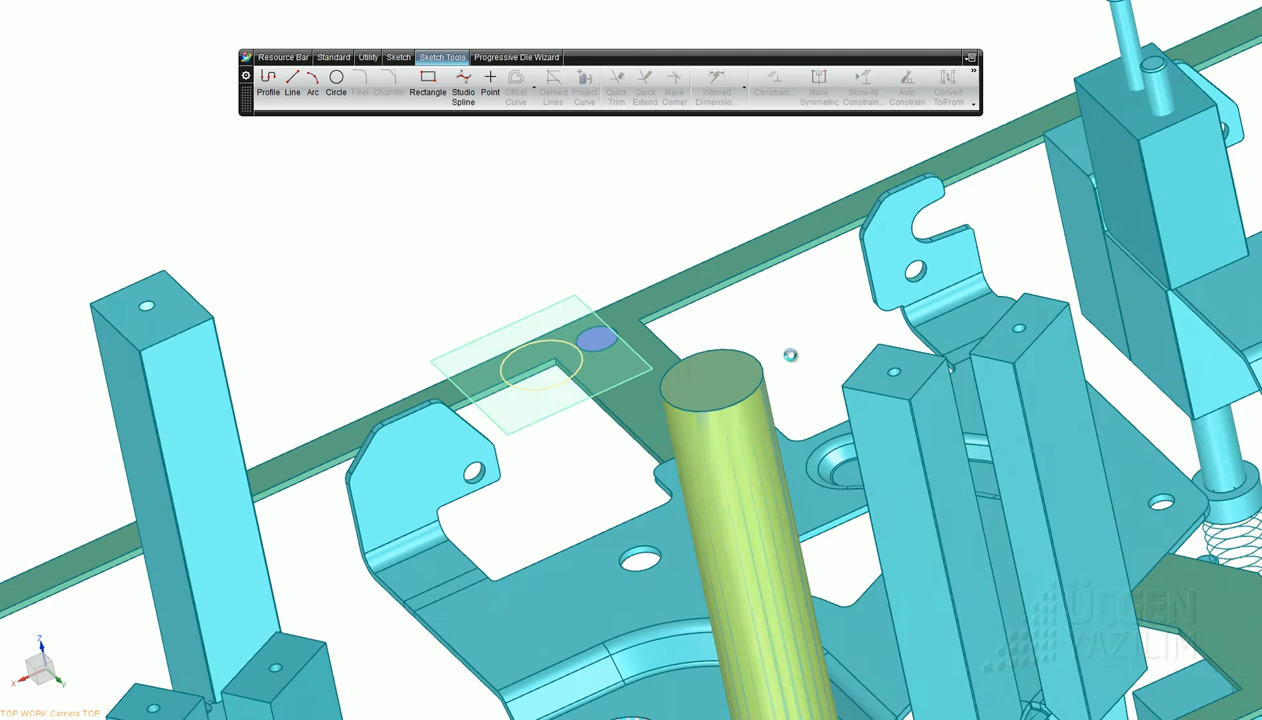 Resource Bar Standard Utility Sketch Sketch Tools Progressive Die Wizard
Profile Line Arc Circle Fillet Chamfer Rectangle Studio Spline Point Offset Curve Derived Lines Project Curve Quick Trim Quick Extend Make Corner Inferred Dimensio... Constrain... Make Symmetric Show All Constrain... Auto Constrain Convert To/From
ÜÇGEN
YAZILIM
Z
X
Y
TOP WORK Camera TOP